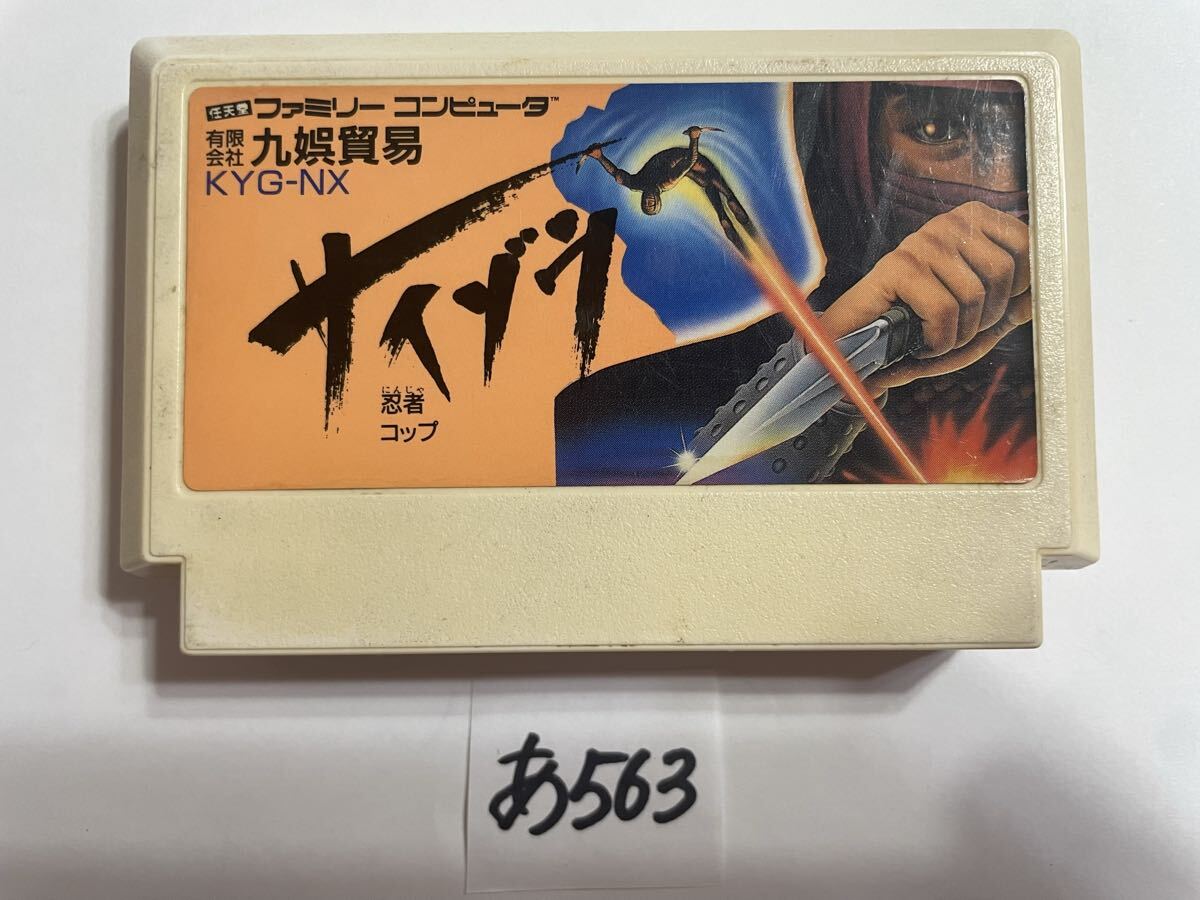 任天堂 ファミリー コンピュータ™
有限会社 九娯貿易
KYG-NX
サイゾウ
にんじゃ
忍者
コップ
あ563